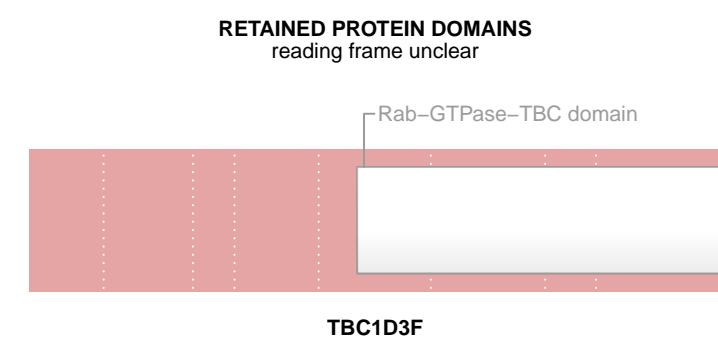 RETAINED PROTEIN DOMAINS
reading frame unclear
Rab−GTPase−TBC domain
TBC1D3F